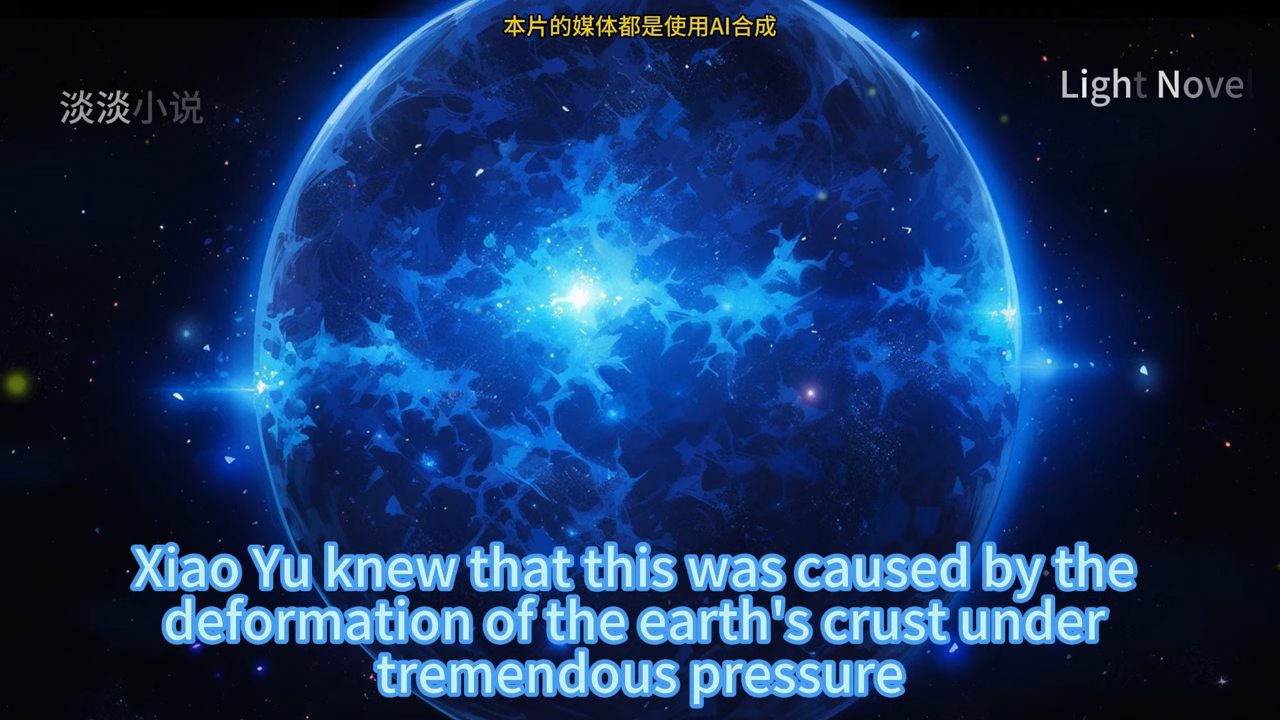 本片的媒体都是使用AI合成
淡淡小说
Light Novel
Xiao Yu knew that this was caused by the
deformation of the earth's crust under
tremendous pressure